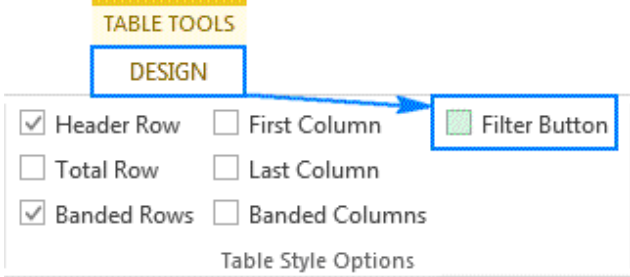 TABLE TOOLS
DESIGN
Header Row First Column Filter Button
Total Row Last Column
Banded Rows Banded Columns
Table Style Options